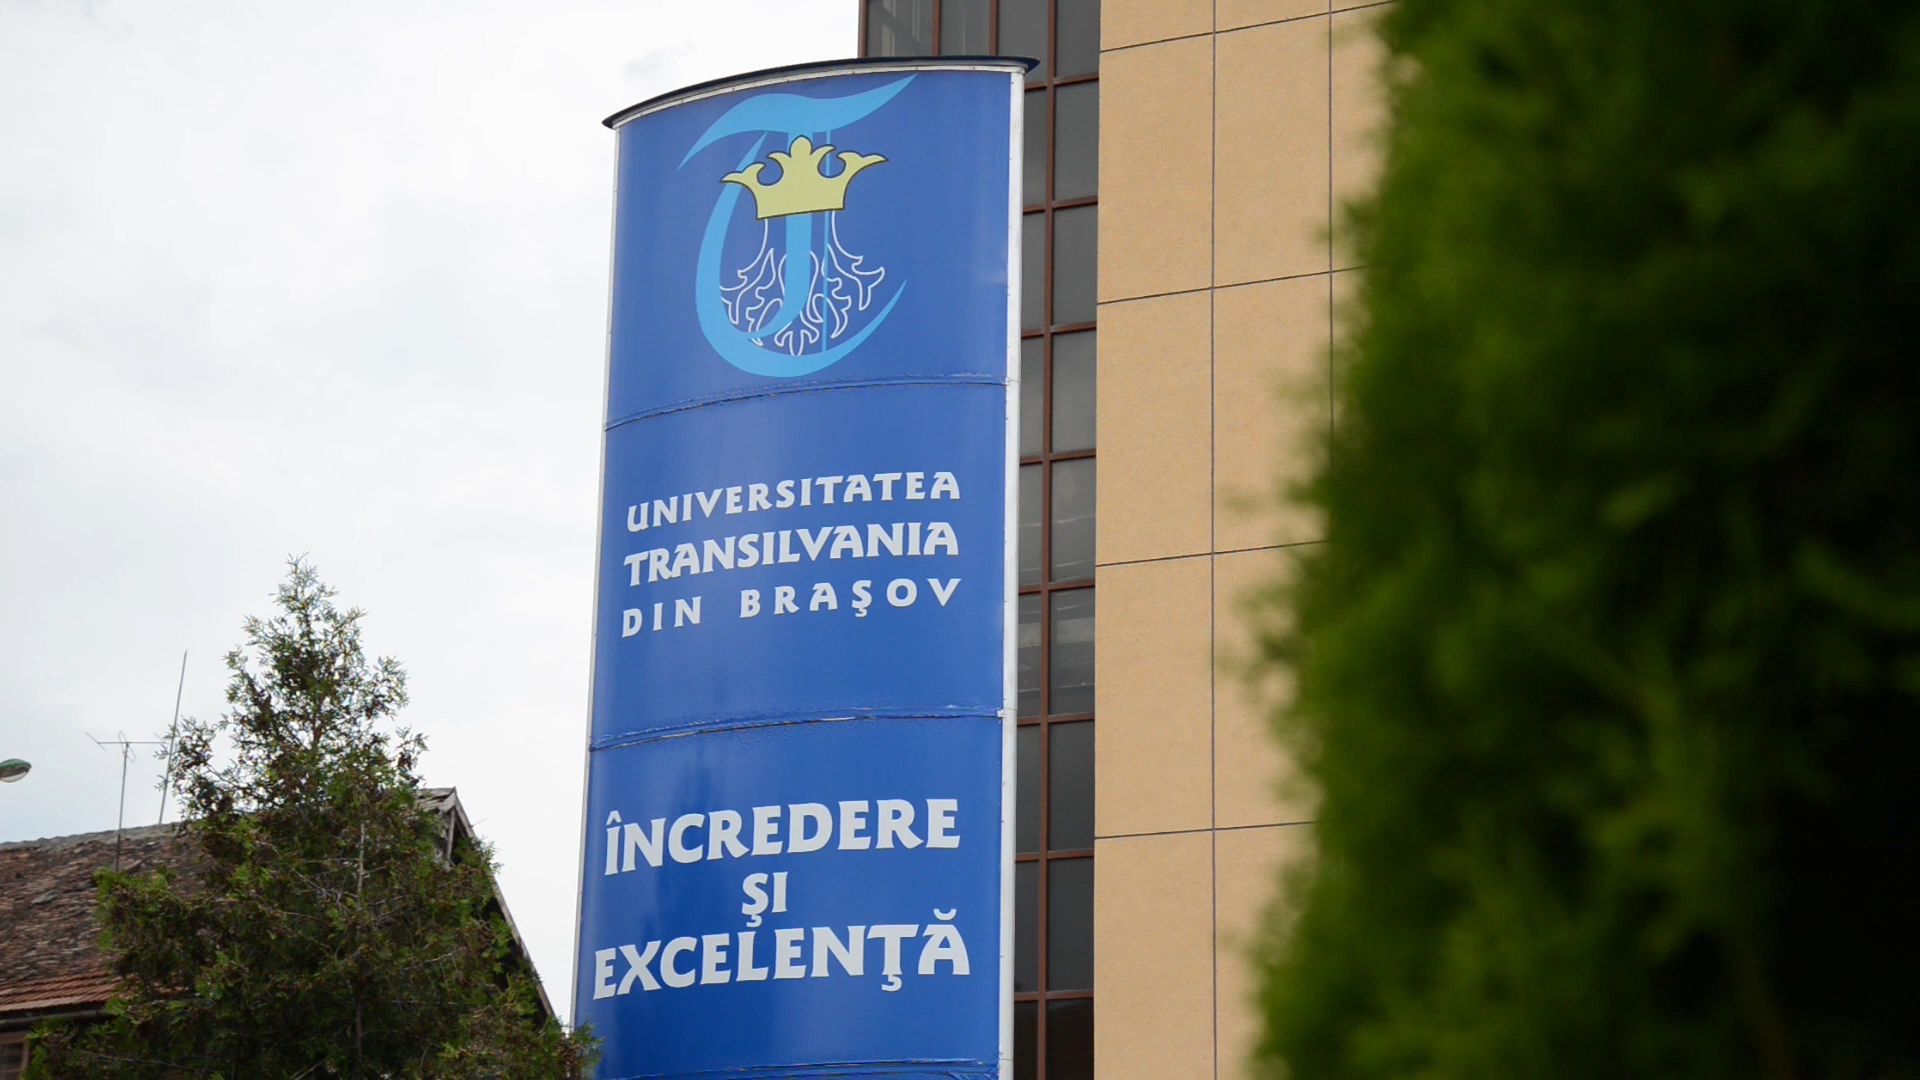 UNIVERSITATEA
TRANSILVANIA
DIN BRAŞOV
ÎNCREDERE
ŞI
EXCELENŢĂ